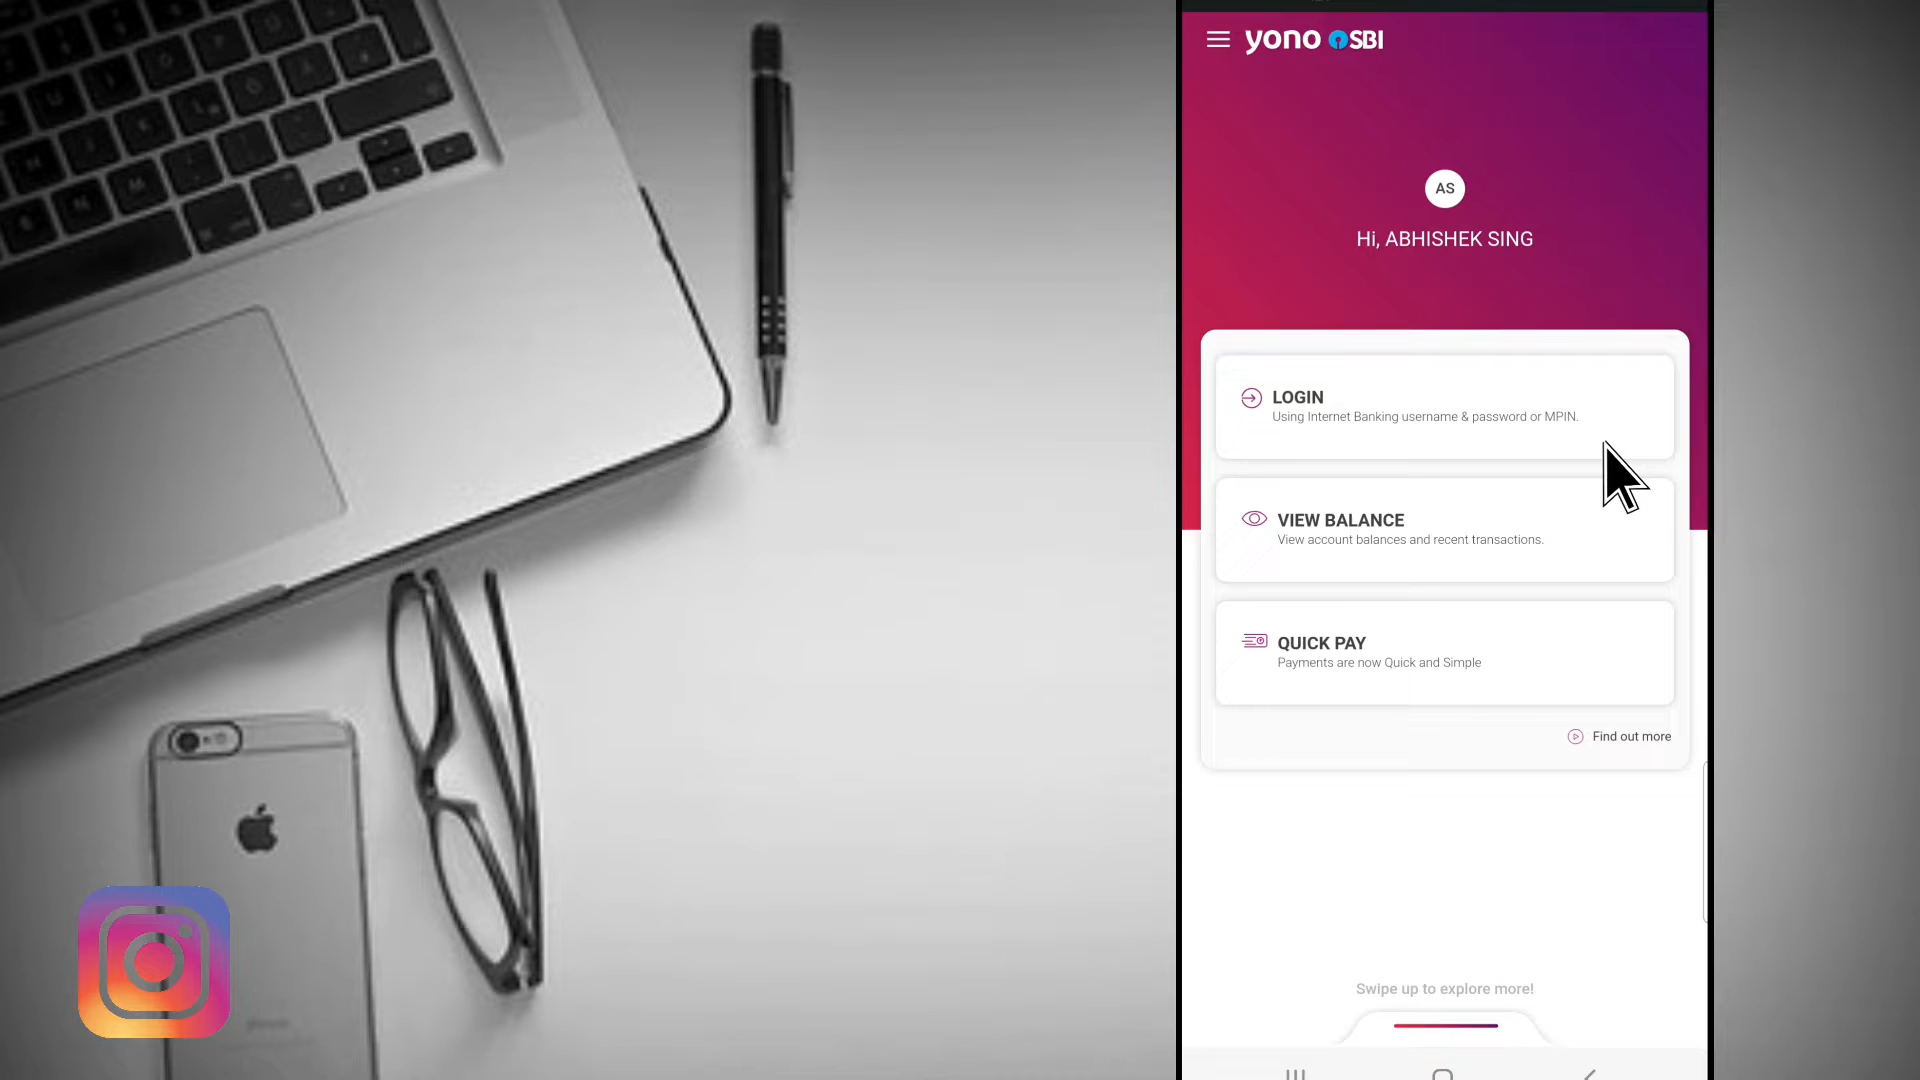 yono SBI
AS
Hi, ABHISHEK SING
LOGIN
Using Internet Banking username & password or MPIN.
VIEW BALANCE
View account balances and recent transactions.
QUICK PAY
Payments are now Quick and Simple
Find out more
Swipe up to explore more!